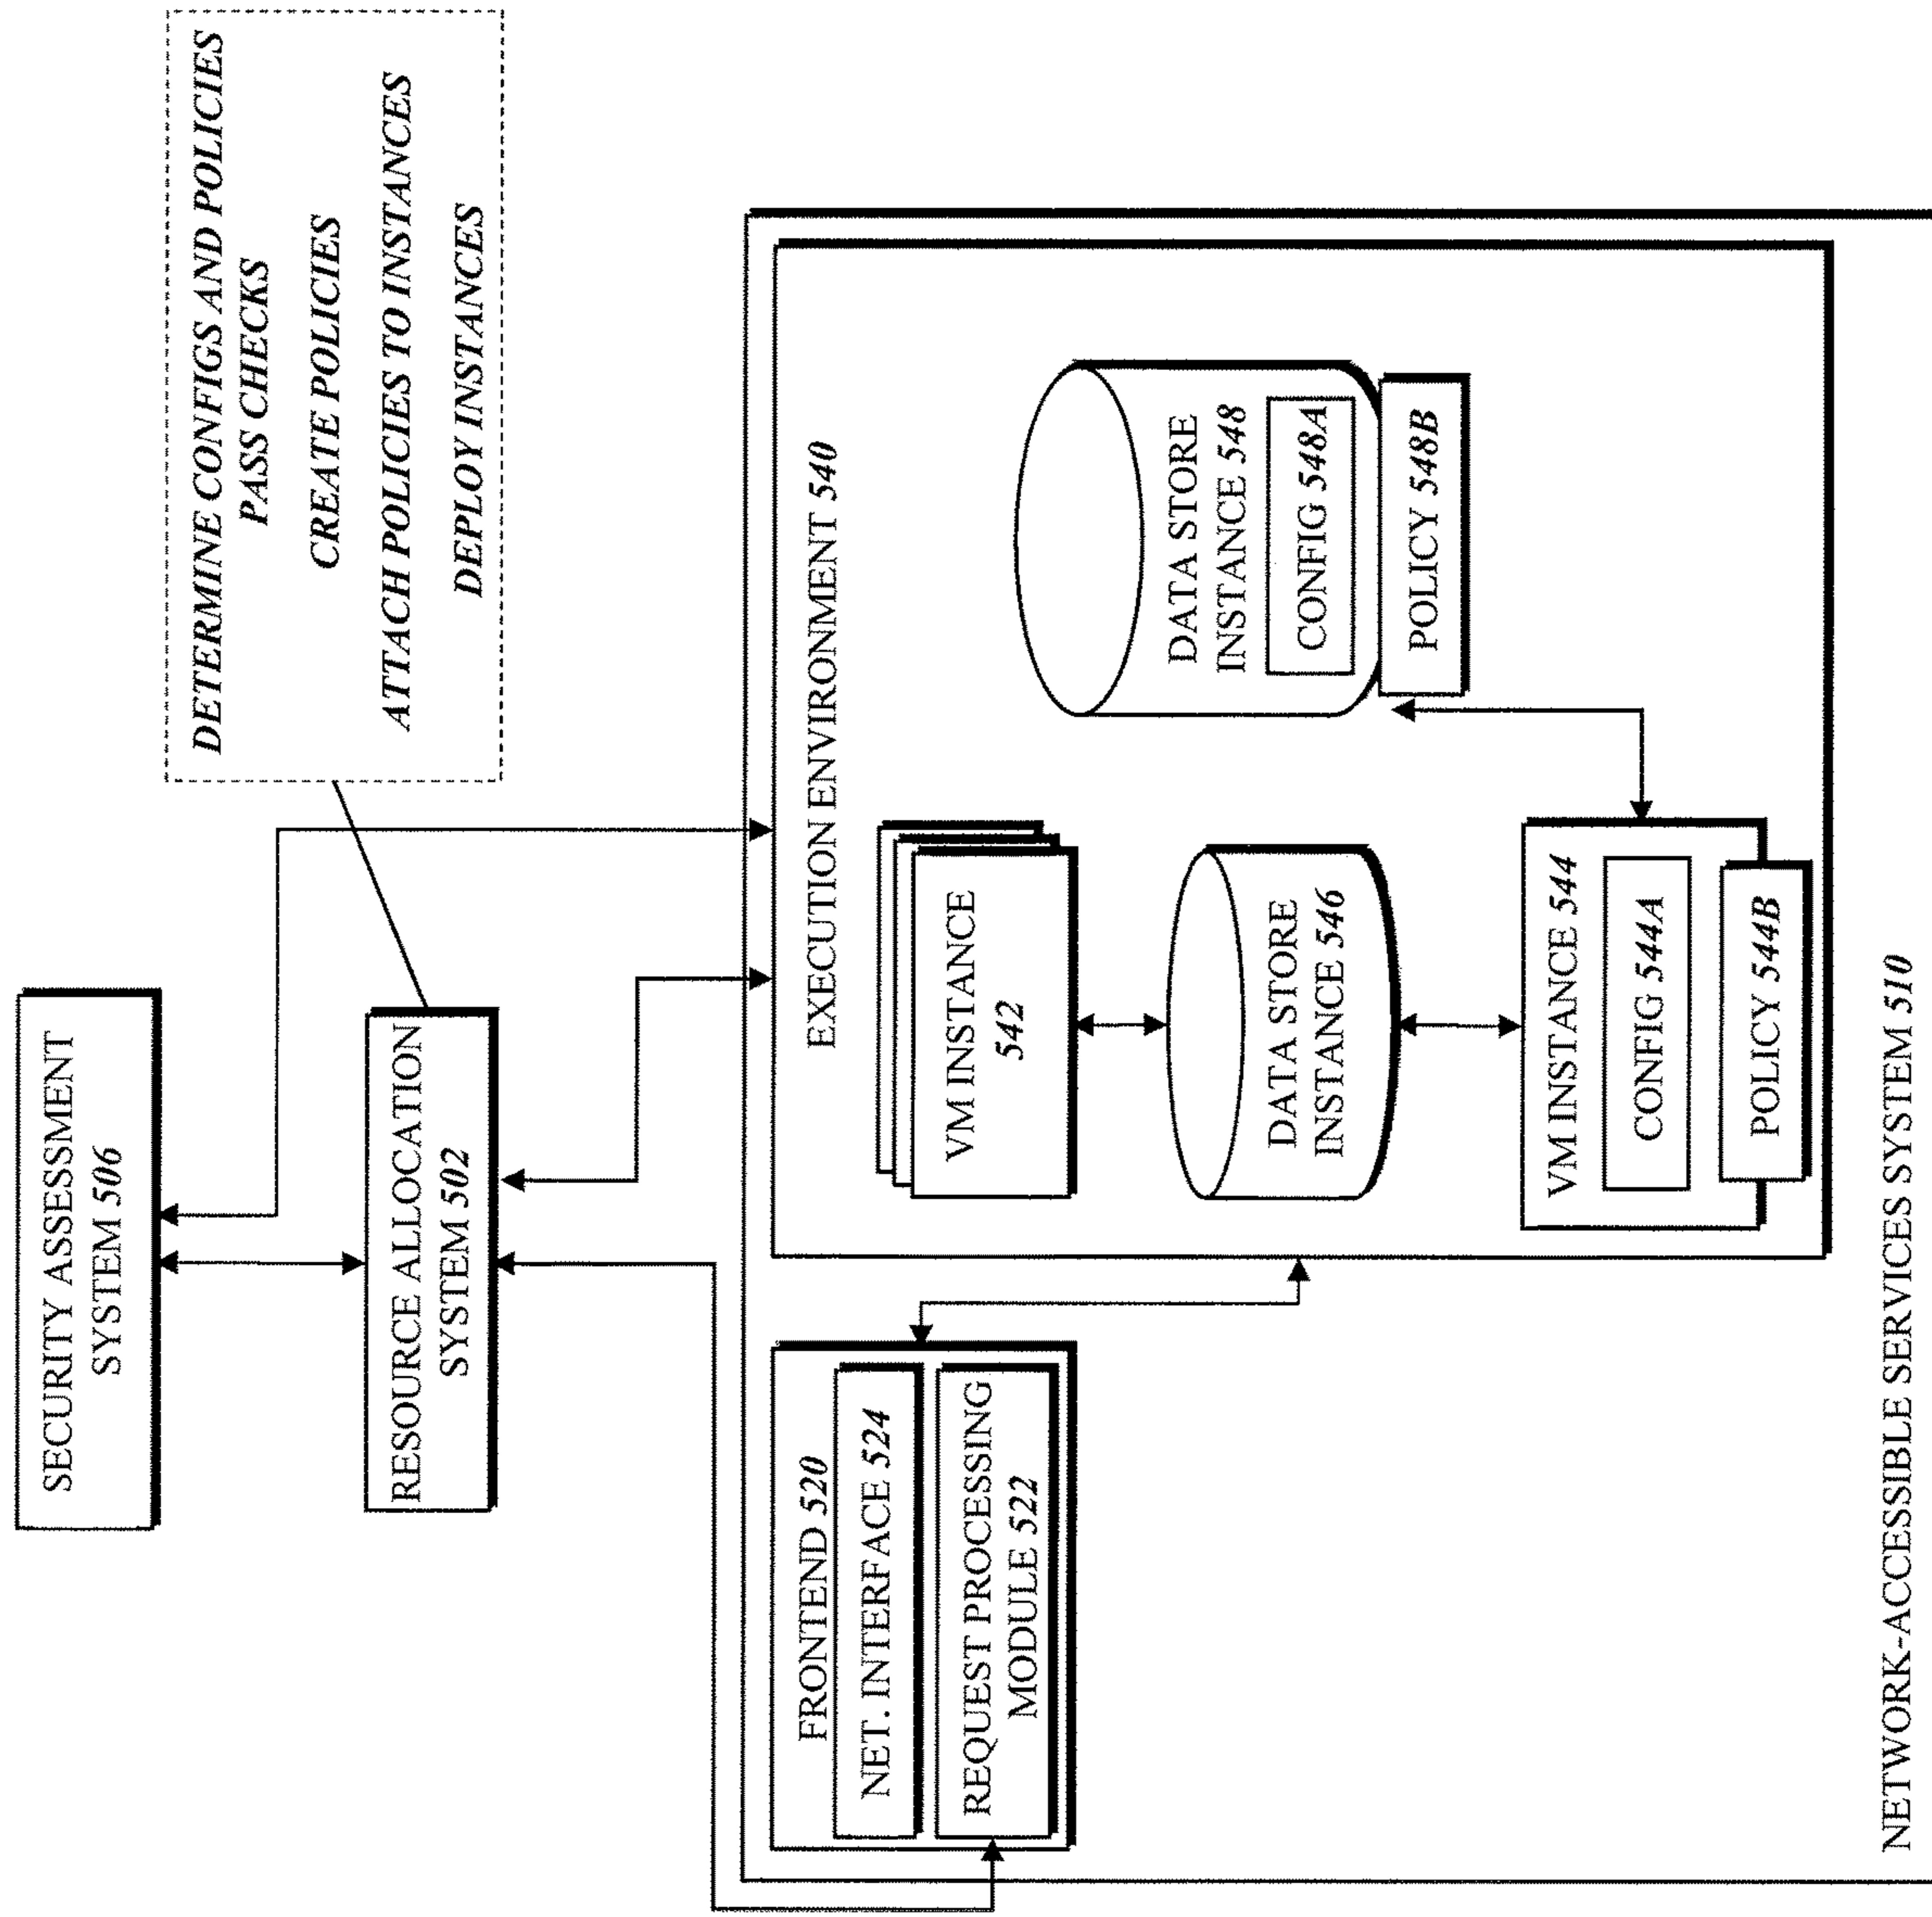 SECURITY ASSESSMENT
SYSTEM 506
RESOURCE ALLOCATION
SYSTEM 502
DETERMINE CONFIGS AND POLICIES
PASS CHECKS
CREATE POLICIES
ATTACH POLICIES TO INSTANCES
DEPLOY INSTANCES
FRONTEND 520
NET. INTERFACE 524
REQUEST PROCESSING
MODULE 522
EXECUTION ENVIRONMENT 540
VM INSTANCE
542
DATA STORE
INSTANCE 546
VM INSTANCE 544
CONFIG 544A
POLICY 544B
DATA STORE
INSTANCE 548
CONFIG 548A
POLICY 548B
NETWORK-ACCESSIBLE SERVICES SYSTEM 510